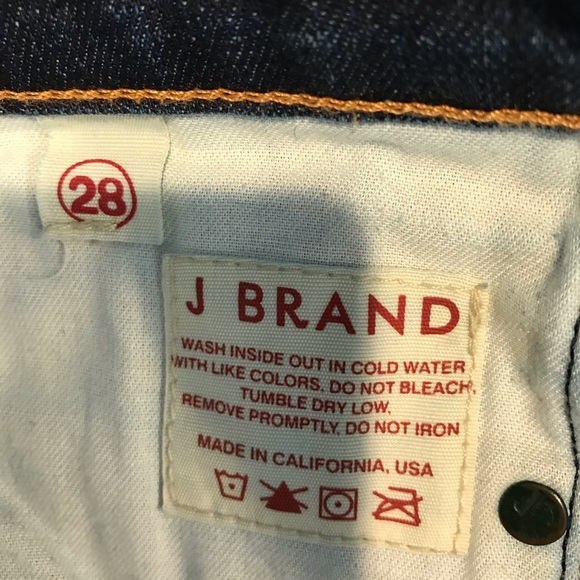 28
J BRAND
WASH INSIDE OUT IN COLD WATER
WITH LIKE COLORS. DO NOT BLEACH.
TUMBLE DRY LOW,
REMOVE PROMPTLY, DO NOT IRON
MADE IN CALIFORNIA, USA